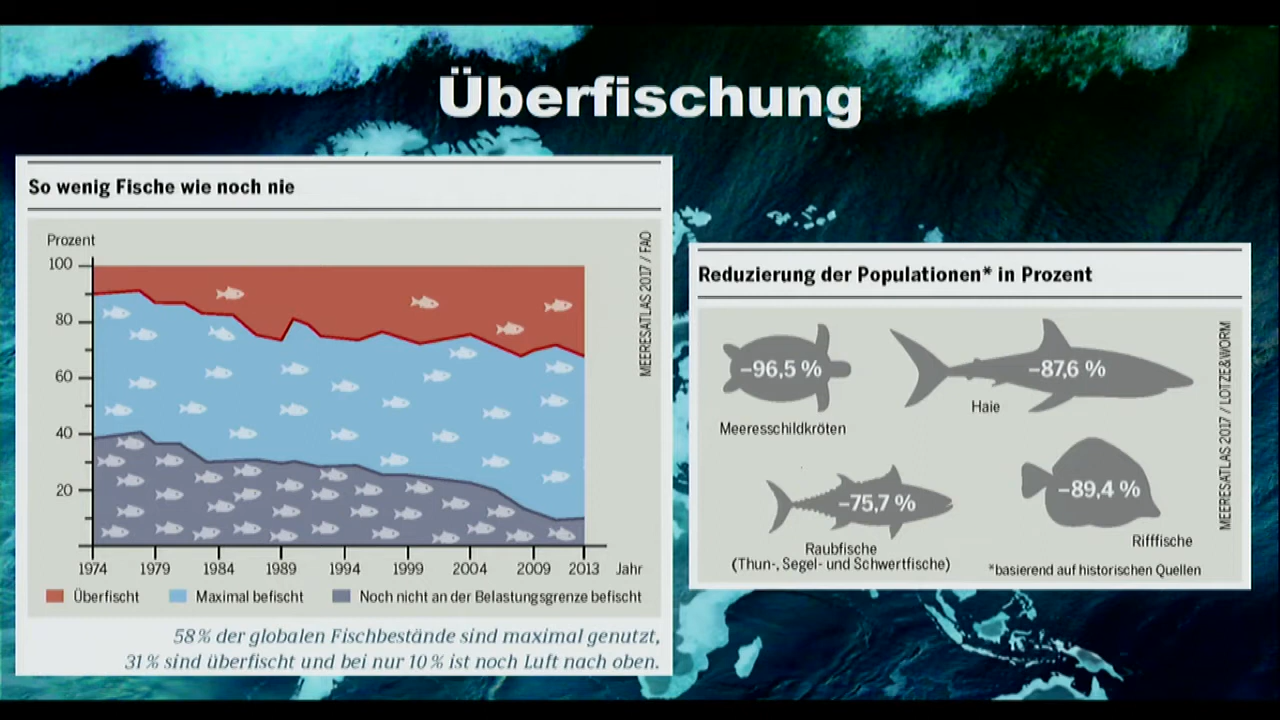 Überfischung
So wenig Fische wie noch nie
Prozent
100
80
60
40
20
1974 1979 1984 1989 1994 1999 2004 2009 2013 Jahr
MEERESATLAS 2017 / FAO
Überfischt Maximal befischt Noch nicht an der Belastungsgrenze befischt
58 % der globalen Fischbestände sind maximal genutzt,
31 % sind überfischt und bei nur 10 % ist noch Luft nach oben.
Reduzierung der Populationen* in Prozent
–96,5 %
Meeresschildkröten
–87,6 %
Haie
–75,7 %
Raubfische
(Thun-, Segel- und Schwertfische)
–89,4 %
Rifffische
*basierend auf historischen Quellen
MEERESATLAS 2017 / LOTZE&WORM